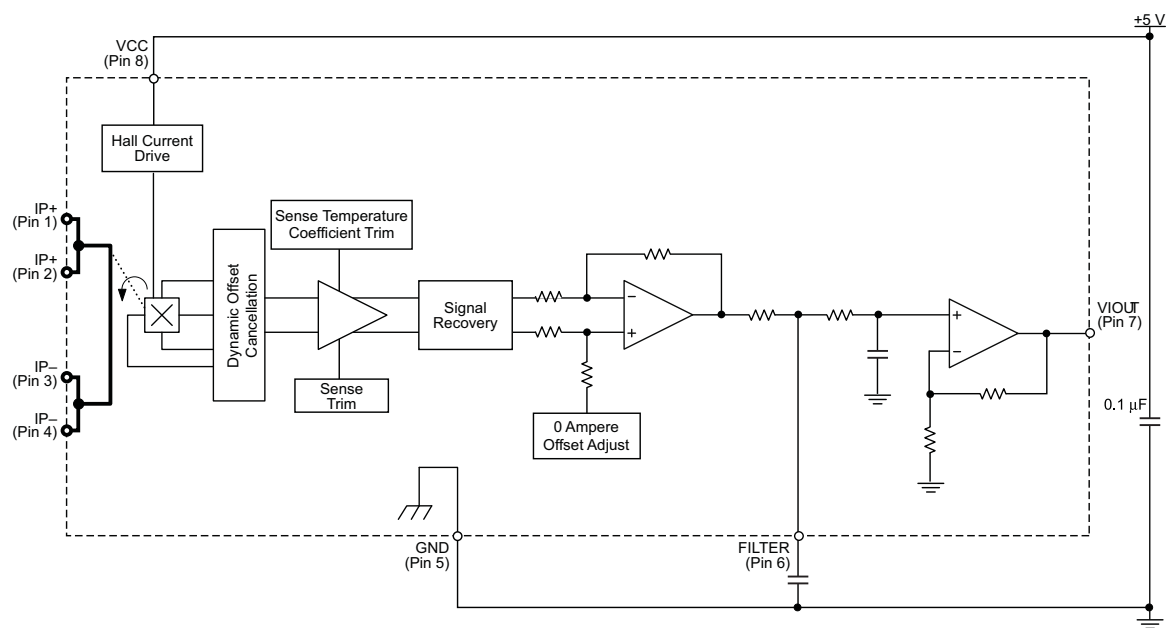 +5 V
VCC
(Pin 8)
Hall Current
Drive
IP+
(Pin 1)
IP+
(Pin 2)
IP–
(Pin 3)
IP–
(Pin 4)
Dynamic Offset
Cancellation
Sense Temperature
Coefficient Trim
Sense
Trim
Signal
Recovery
0 Ampere
Offset Adjust
−
+
+
−
VIOUT
(Pin 7)
0.1 μF
GND
(Pin 5)
FILTER
(Pin 6)